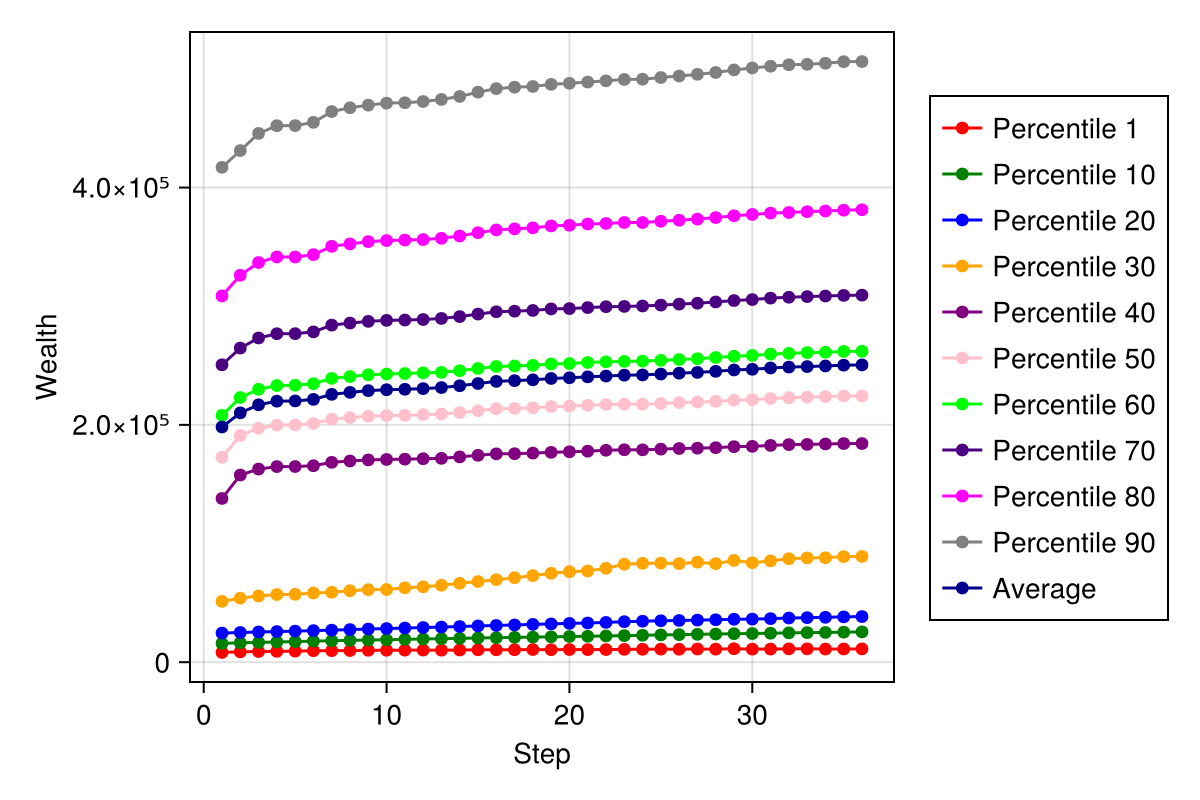 Wealth
4.0×10⁵
2.0×10⁵
0
0 10 20 30
Step
Percentile 1
Percentile 10
Percentile 20
Percentile 30
Percentile 40
Percentile 50
Percentile 60
Percentile 70
Percentile 80
Percentile 90
Average